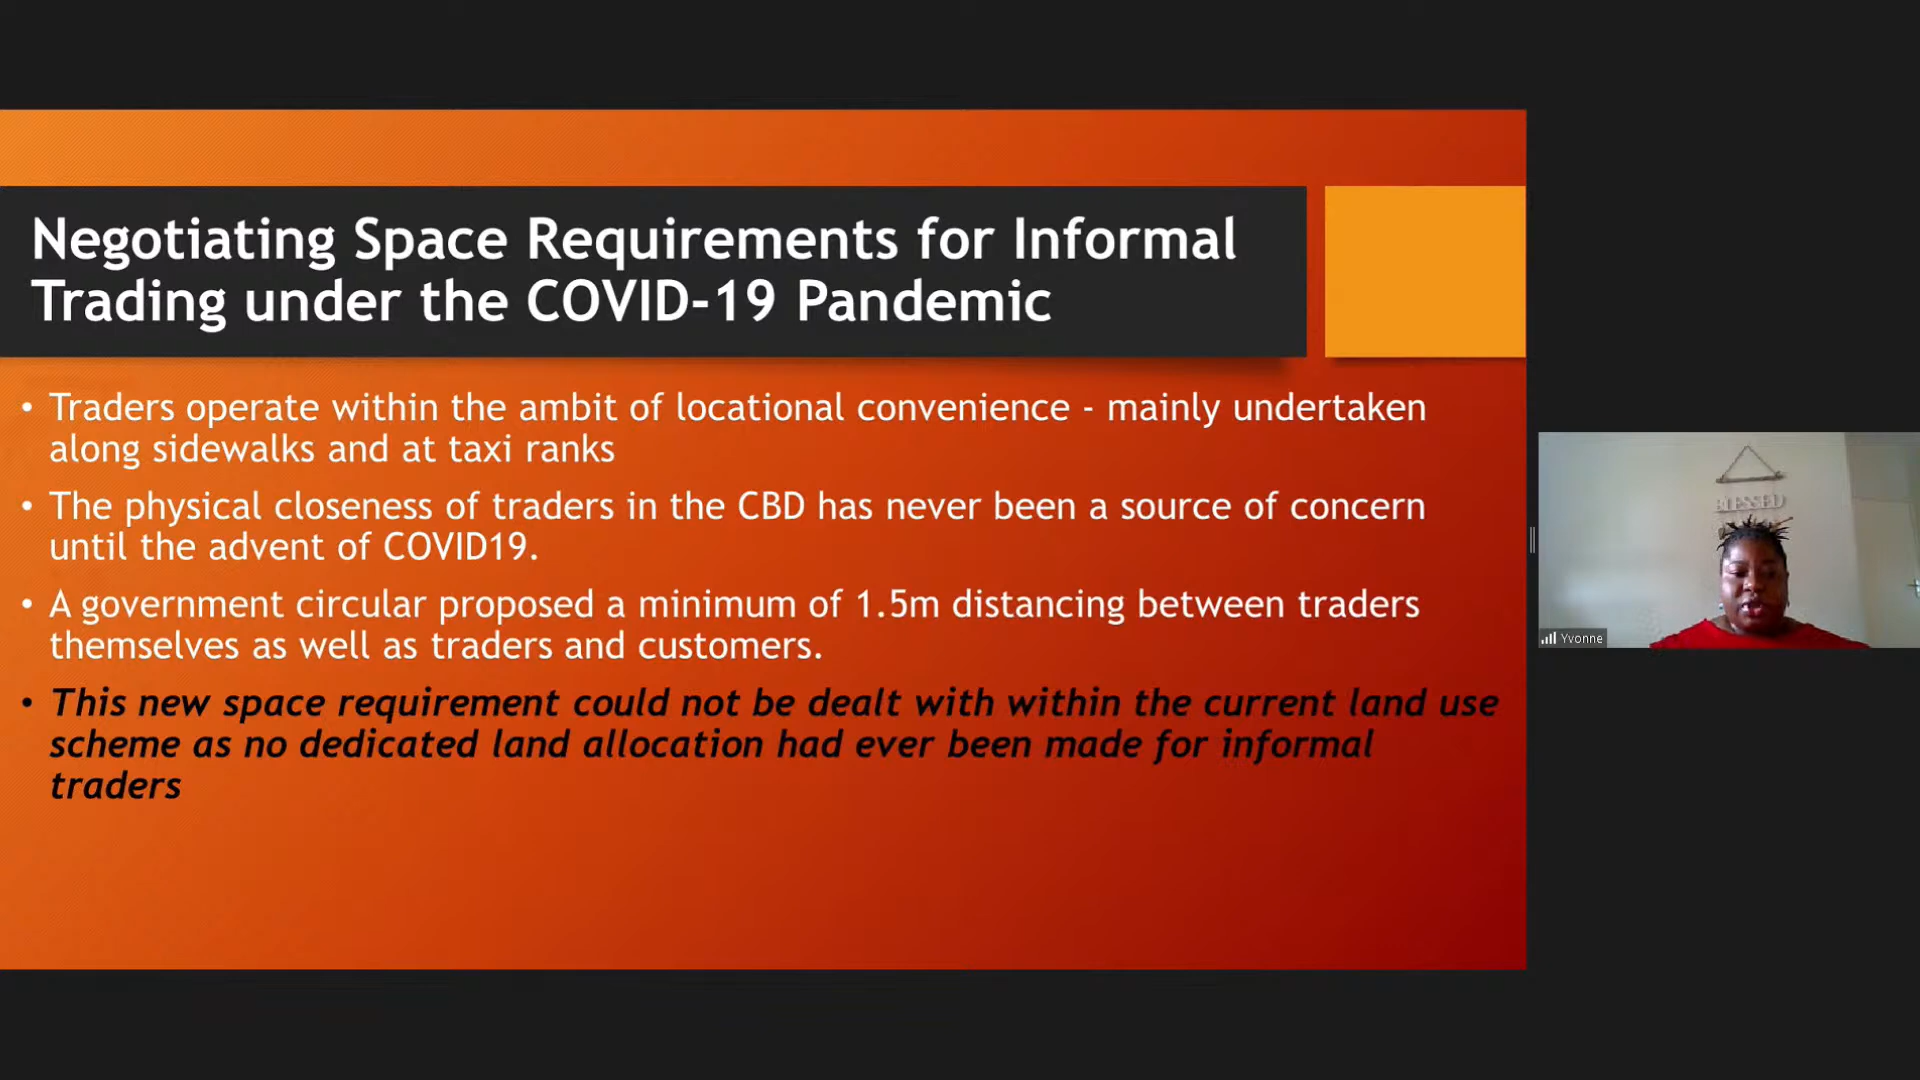 Negotiating Space Requirements for Informal
Trading under the COVID-19 Pandemic
• Traders operate within the ambit of locational convenience - mainly undertaken
along sidewalks and at taxi ranks
• The physical closeness of traders in the CBD has never been a source of concern
until the advent of COVID19.
• A government circular proposed a minimum of 1.5m distancing between traders
themselves as well as traders and customers.
• This new space requirement could not be dealt with within the current land use
scheme as no dedicated land allocation had ever been made for informal
traders
BLESSED
Yvonne